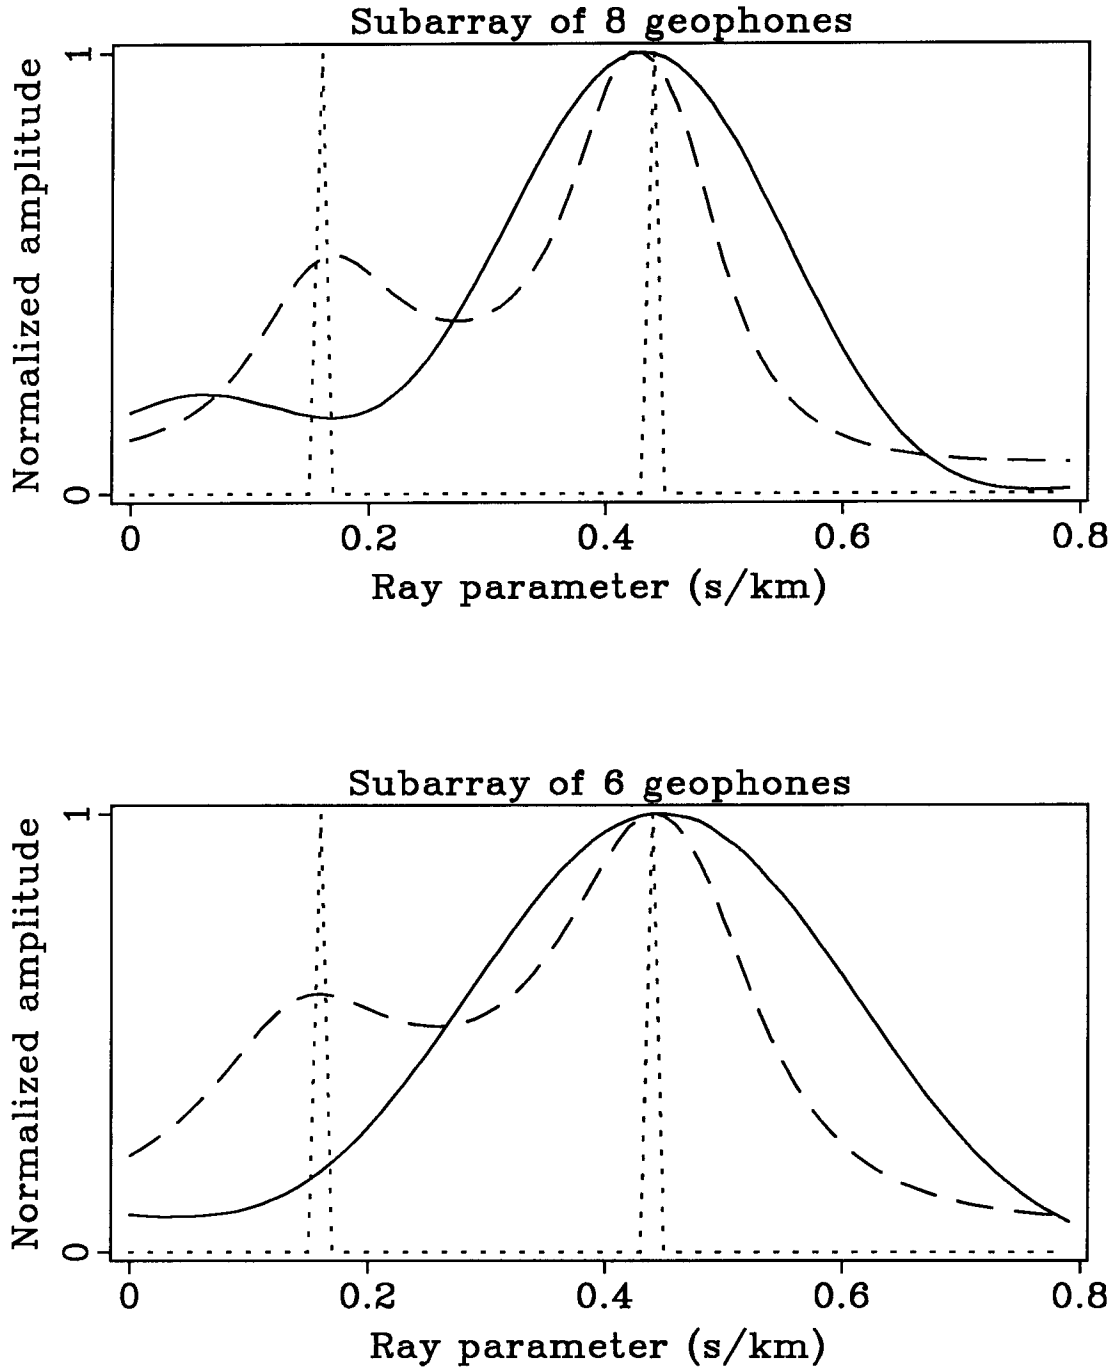 Subarray of 8 geophones
Normalized amplitude
1
0
0 0.2 0.4 0.6 0.8
Ray parameter (s/km)
Subarray of 6 geophones
Normalized amplitude
1
0
0 0.2 0.4 0.6 0.8
Ray parameter (s/km)